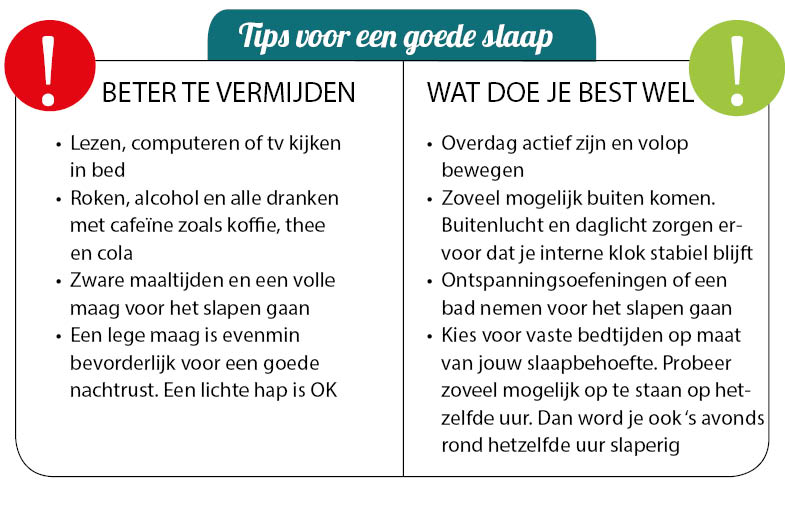 Tips voor een goede slaap
!
BETER TE VERMIJDEN
• Lezen, computeren of tv kijken
in bed
• Roken, alcohol en alle dranken
met cafeïne zoals koffie, thee
en cola
• Zware maaltijden en een volle
maag voor het slapen gaan
• Een lege maag is evenmin
bevorderlijk voor een goede
nachtrust. Een lichte hap is OK
!
WAT DOE JE BEST WEL
• Overdag actief zijn en volop
bewegen
• Zoveel mogelijk buiten komen.
Buitenlucht en daglicht zorgen er-
voor dat je interne klok stabiel blijft
• Ontspanningsoefeningen of een
bad nemen voor het slapen gaan
• Kies voor vaste bedtijden op maat
van jouw slaapbehoefte. Probeer
zoveel mogelijk op te staan op het-
zelfde uur. Dan word je ook ‘s avonds
rond hetzelfde uur slaperig